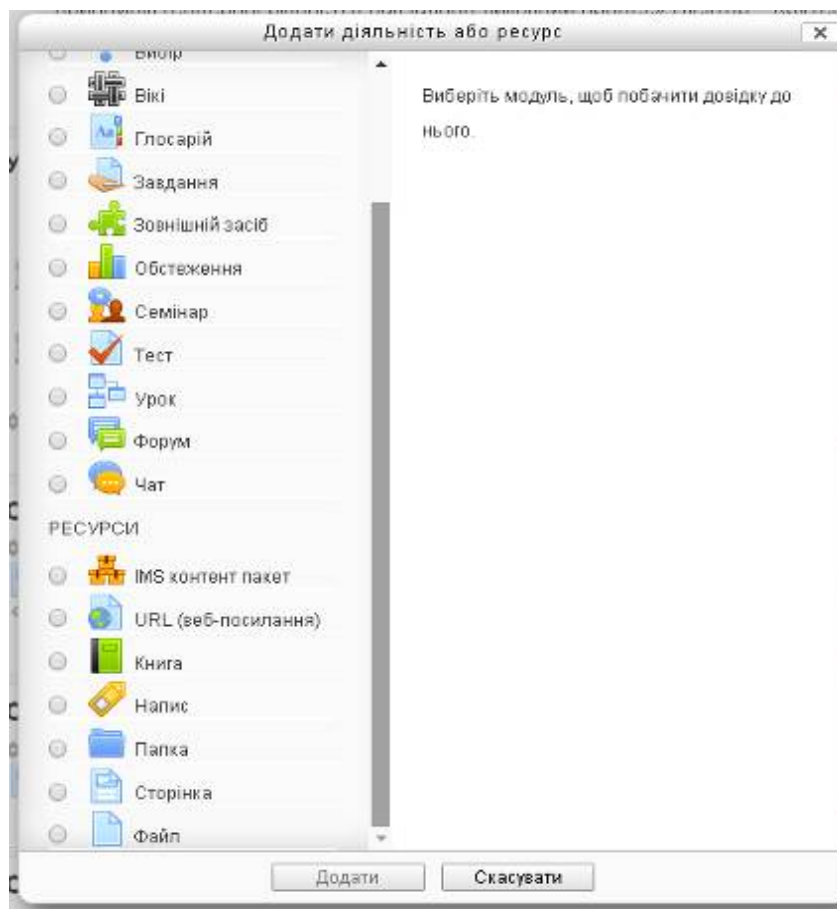 Додати діяльність або ресурс
Вибір
Вікі
Виберіть модуль, щоб побачити довідку до
нього.
Глосарій
Завдання
Зовнішній засіб
Обстеження
Семінар
Тест
Урок
Форум
Чат
РЕСУРСИ
IMS контент пакет
URL (веб-посилання)
Книга
Напис
Папка
Сторінка
Файл
Додати
Скасувати